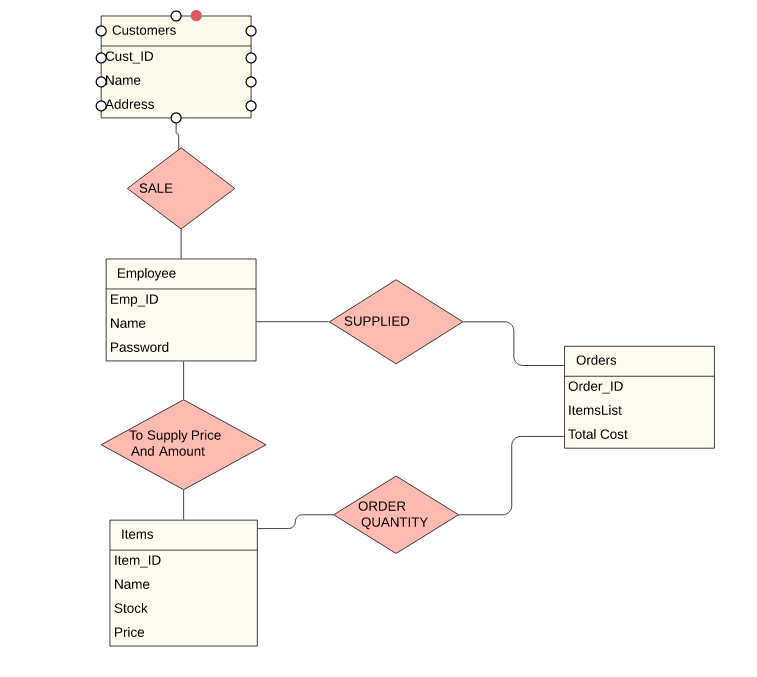 Customers
Cust_ID
Name
Address
SALE
Employee
Emp_ID
Name
Password
SUPPLIED
Orders
Order_ID
ItemsList
Total Cost
To Supply Price
And Amount
ORDER
QUANTITY
Items
Item_ID
Name
Stock
Price